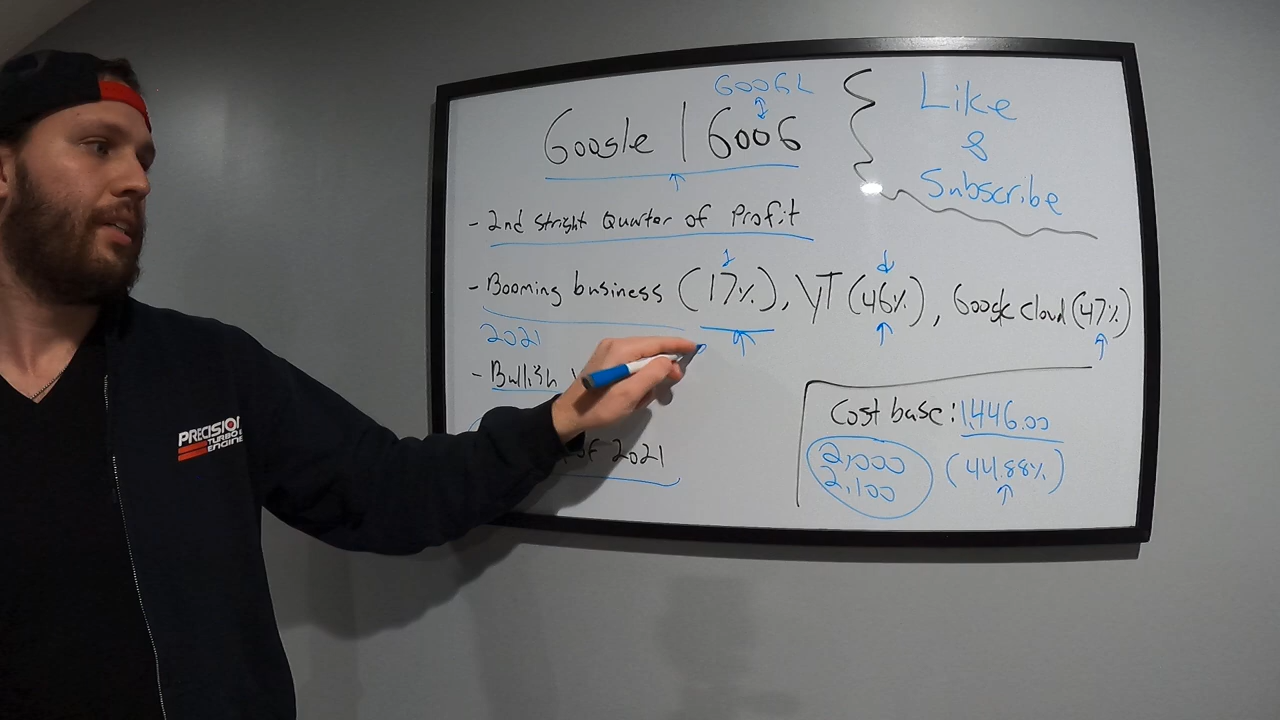 GOOGL
Google | GOOG
Like
&
Subscribe
- 2nd stright Quarter of Profit
- Booming business (17%), YT (46%), Google cloud (47%)
2021
- Bullish
of 2021
Cost base: 1,446.00
2,000 (44.88%)
2,100
PRECISION
TURBO &
ENGINE